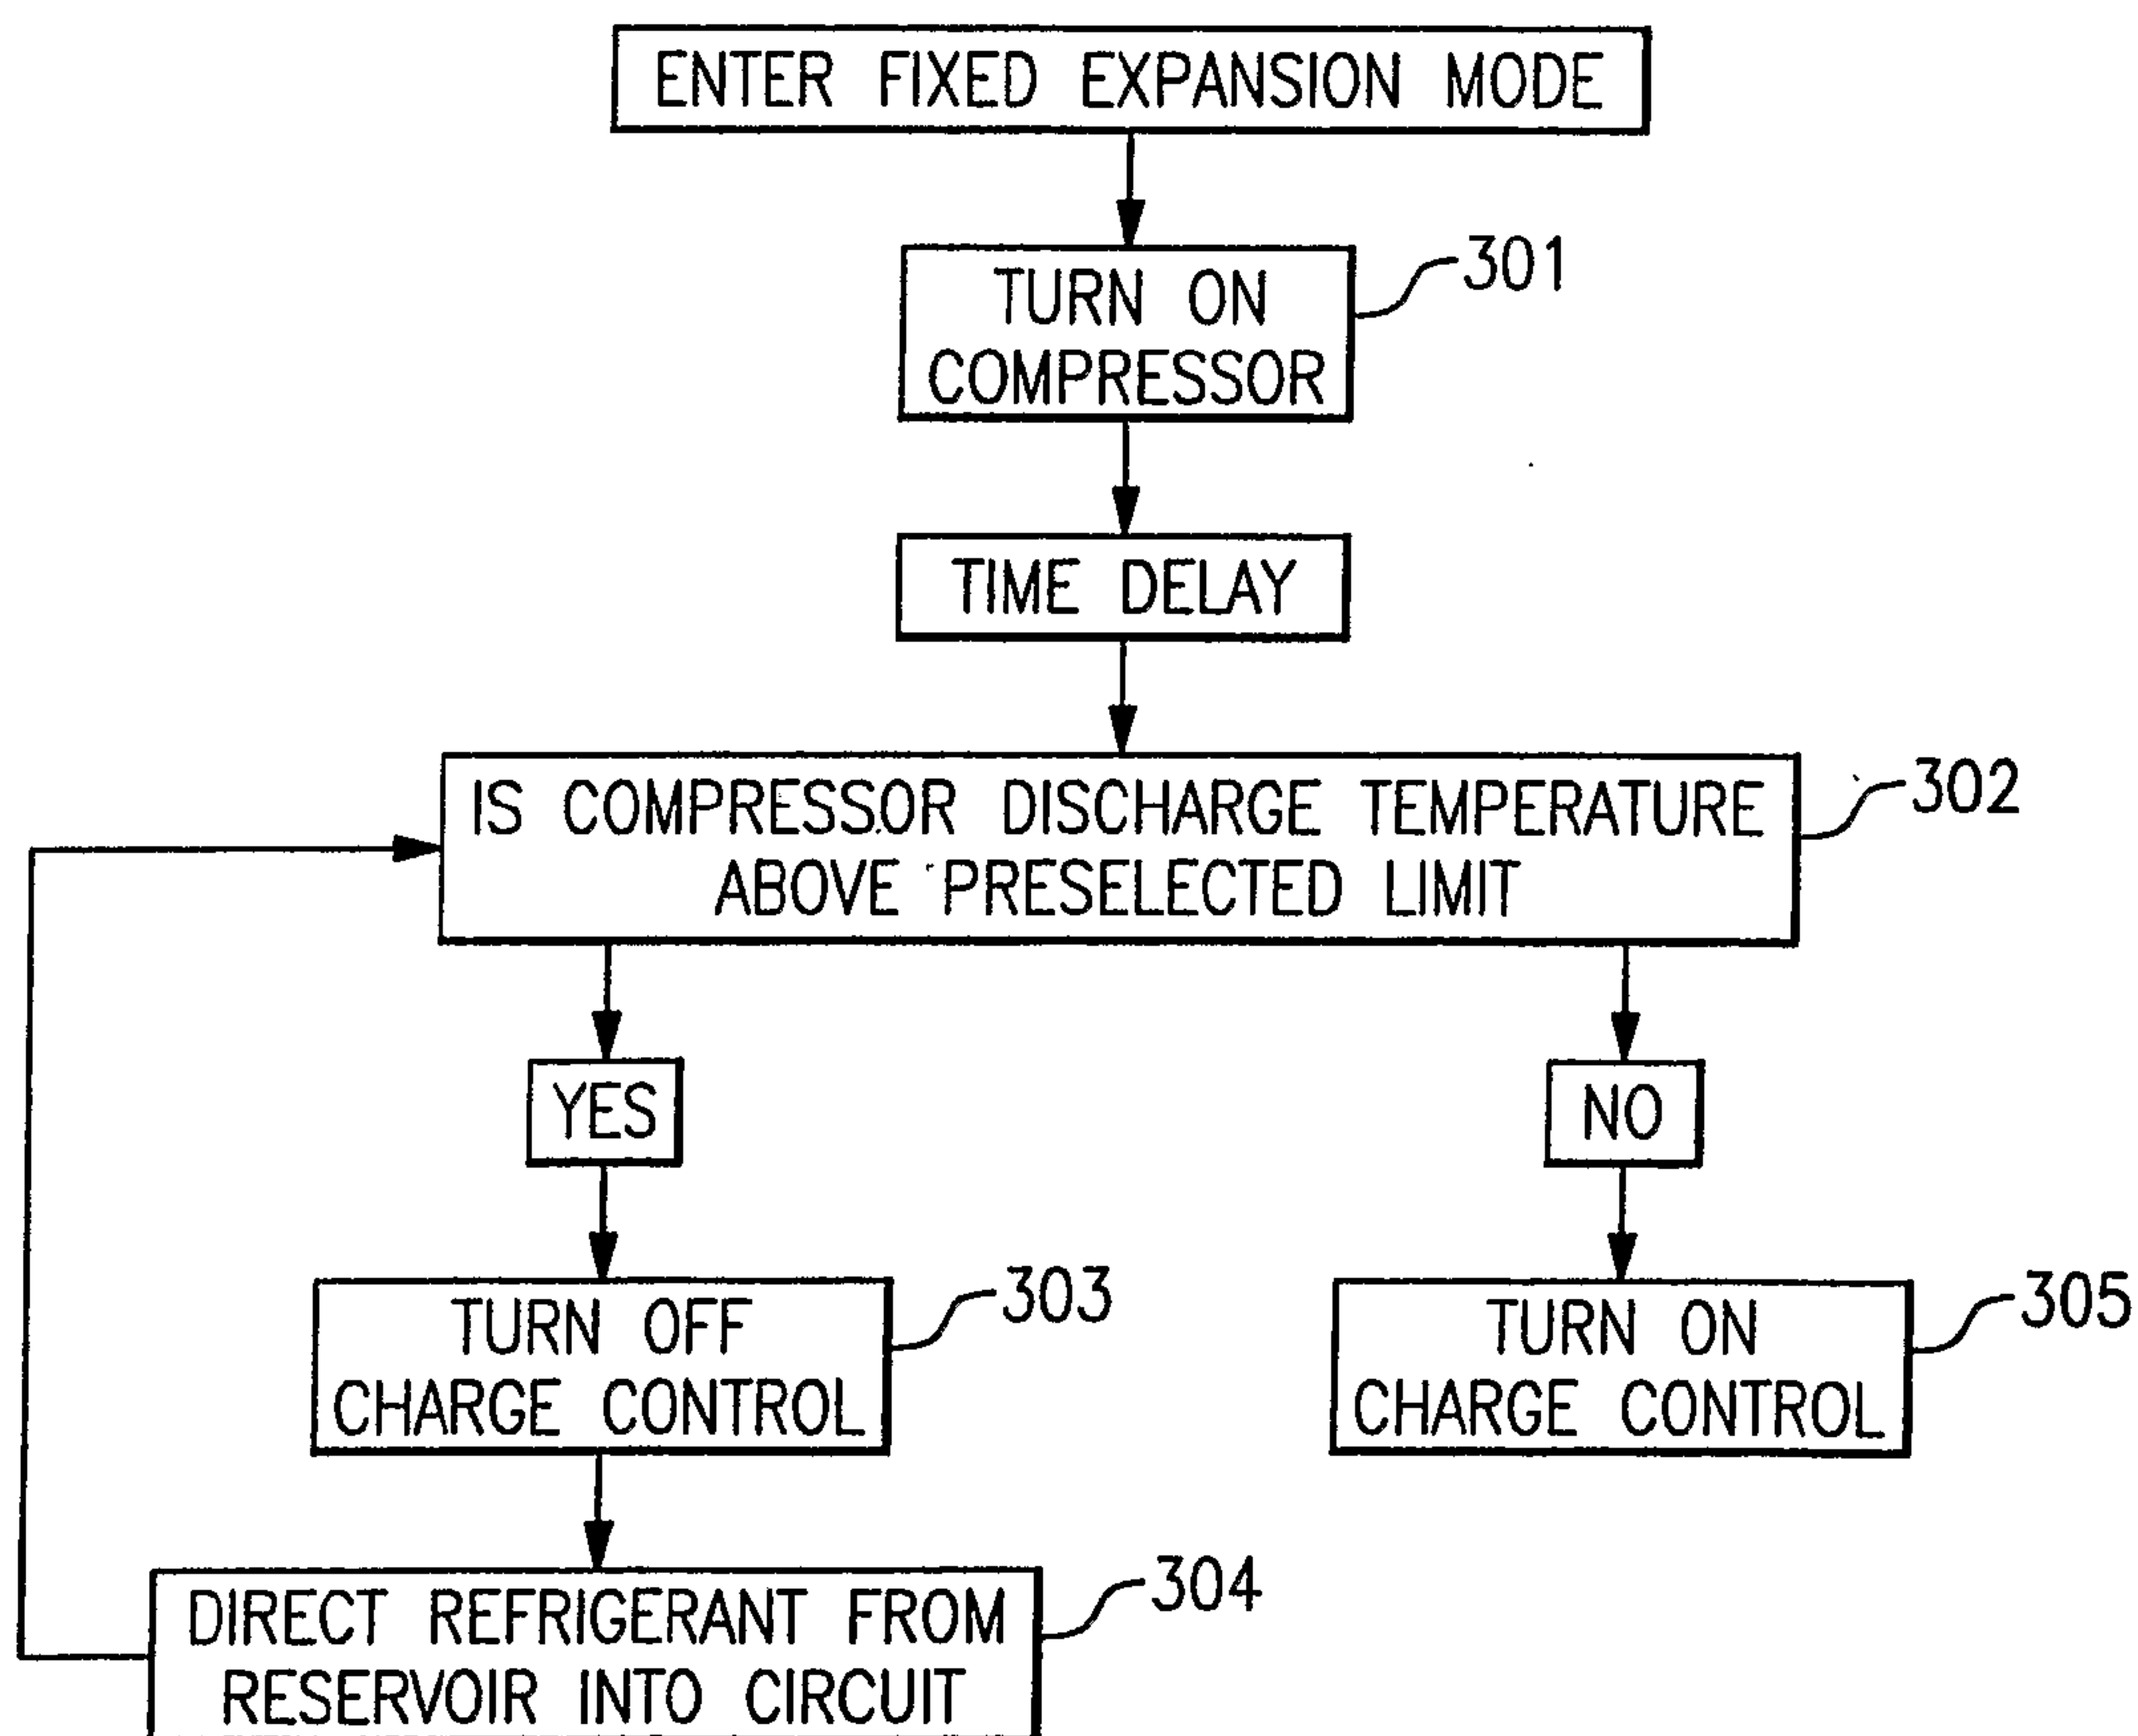 ENTER FIXED EXPANSION MODE
TURN ON
COMPRESSOR
301
TIME DELAY
IS COMPRESSOR DISCHARGE TEMPERATURE
ABOVE PRESELECTED LIMIT
302
YES
NO
TURN OFF
CHARGE CONTROL
303
TURN ON
CHARGE CONTROL
305
DIRECT REFRIGERANT FROM
RESERVOIR INTO CIRCUIT
304